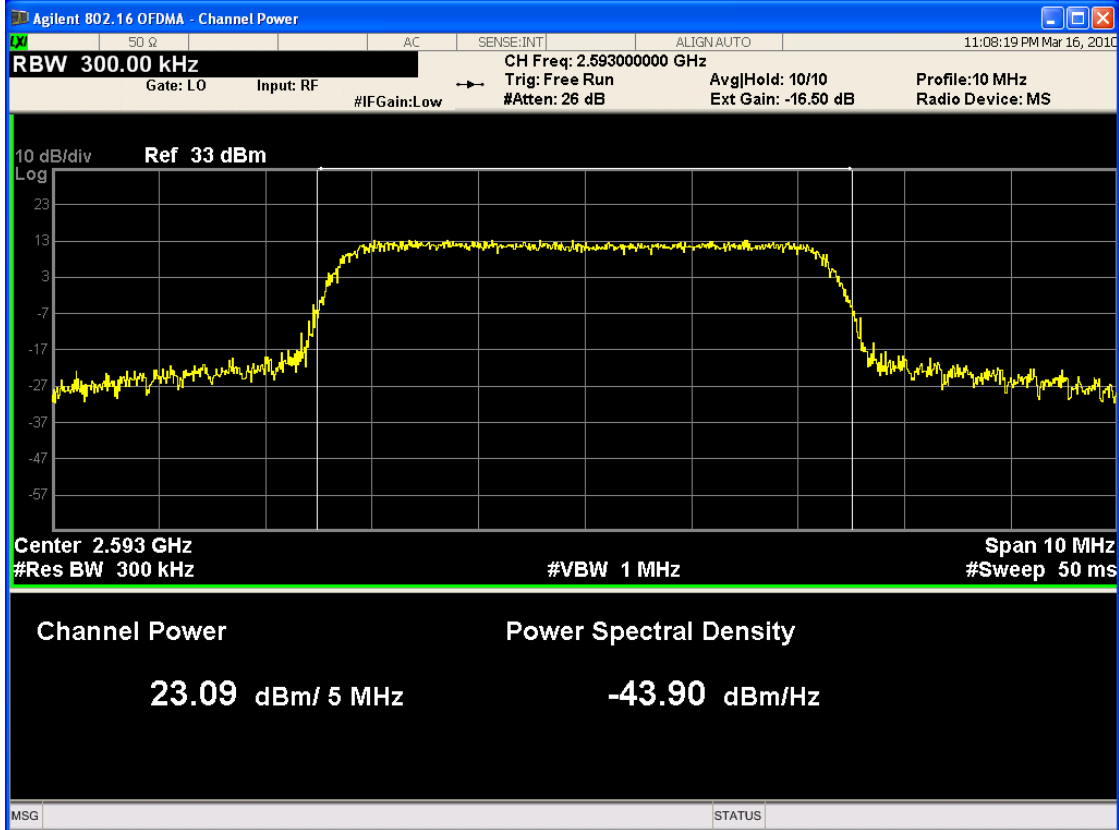 Agilent 802.16 OFDMA - Channel Power
LXI 50 Ω AC SENSE:INT ALIGN AUTO 11:08:19 PM Mar 16, 2010
RBW 300.00 kHz
Gate: LO Input: RF #IFGain:Low
CH Freq: 2.593000000 GHz
Trig: Free Run Avg|Hold: 10/10 Profile:10 MHz
#Atten: 26 dB Ext Gain: -16.50 dB Radio Device: MS
10 dB/div Ref 33 dBm
Log
23
13
3
-7
-17
-27
-37
-47
-57
Center 2.593 GHz Span 10 MHz
#Res BW 300 kHz #VBW 1 MHz #Sweep 50 ms
Channel Power Power Spectral Density
23.09 dBm/ 5 MHz -43.90 dBm/Hz
MSG STATUS